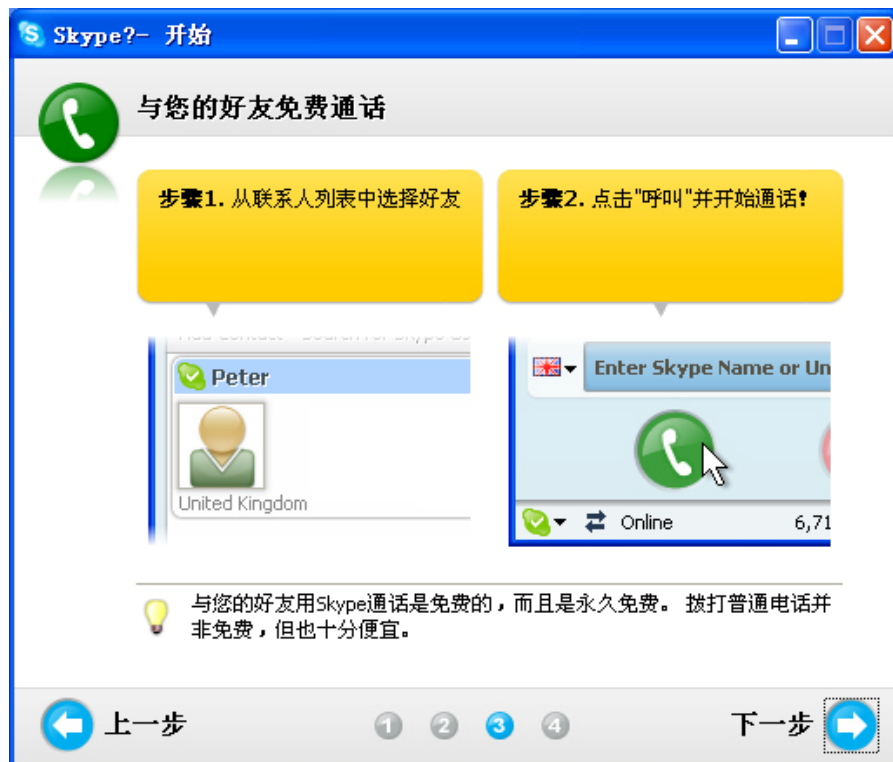 Skype?- 开始
与您的好友免费通话
步骤1. 从联系人列表中选择好友
步骤2. 点击"呼叫"并开始通话!
Peter
United Kingdom
Enter Skype Name or Un
Online
6,71
与您的好友用Skype通话是免费的，而且是永久免费。 拨打普通电话并
非免费，但也十分便宜。
上一步
1 2 3 4
下一步